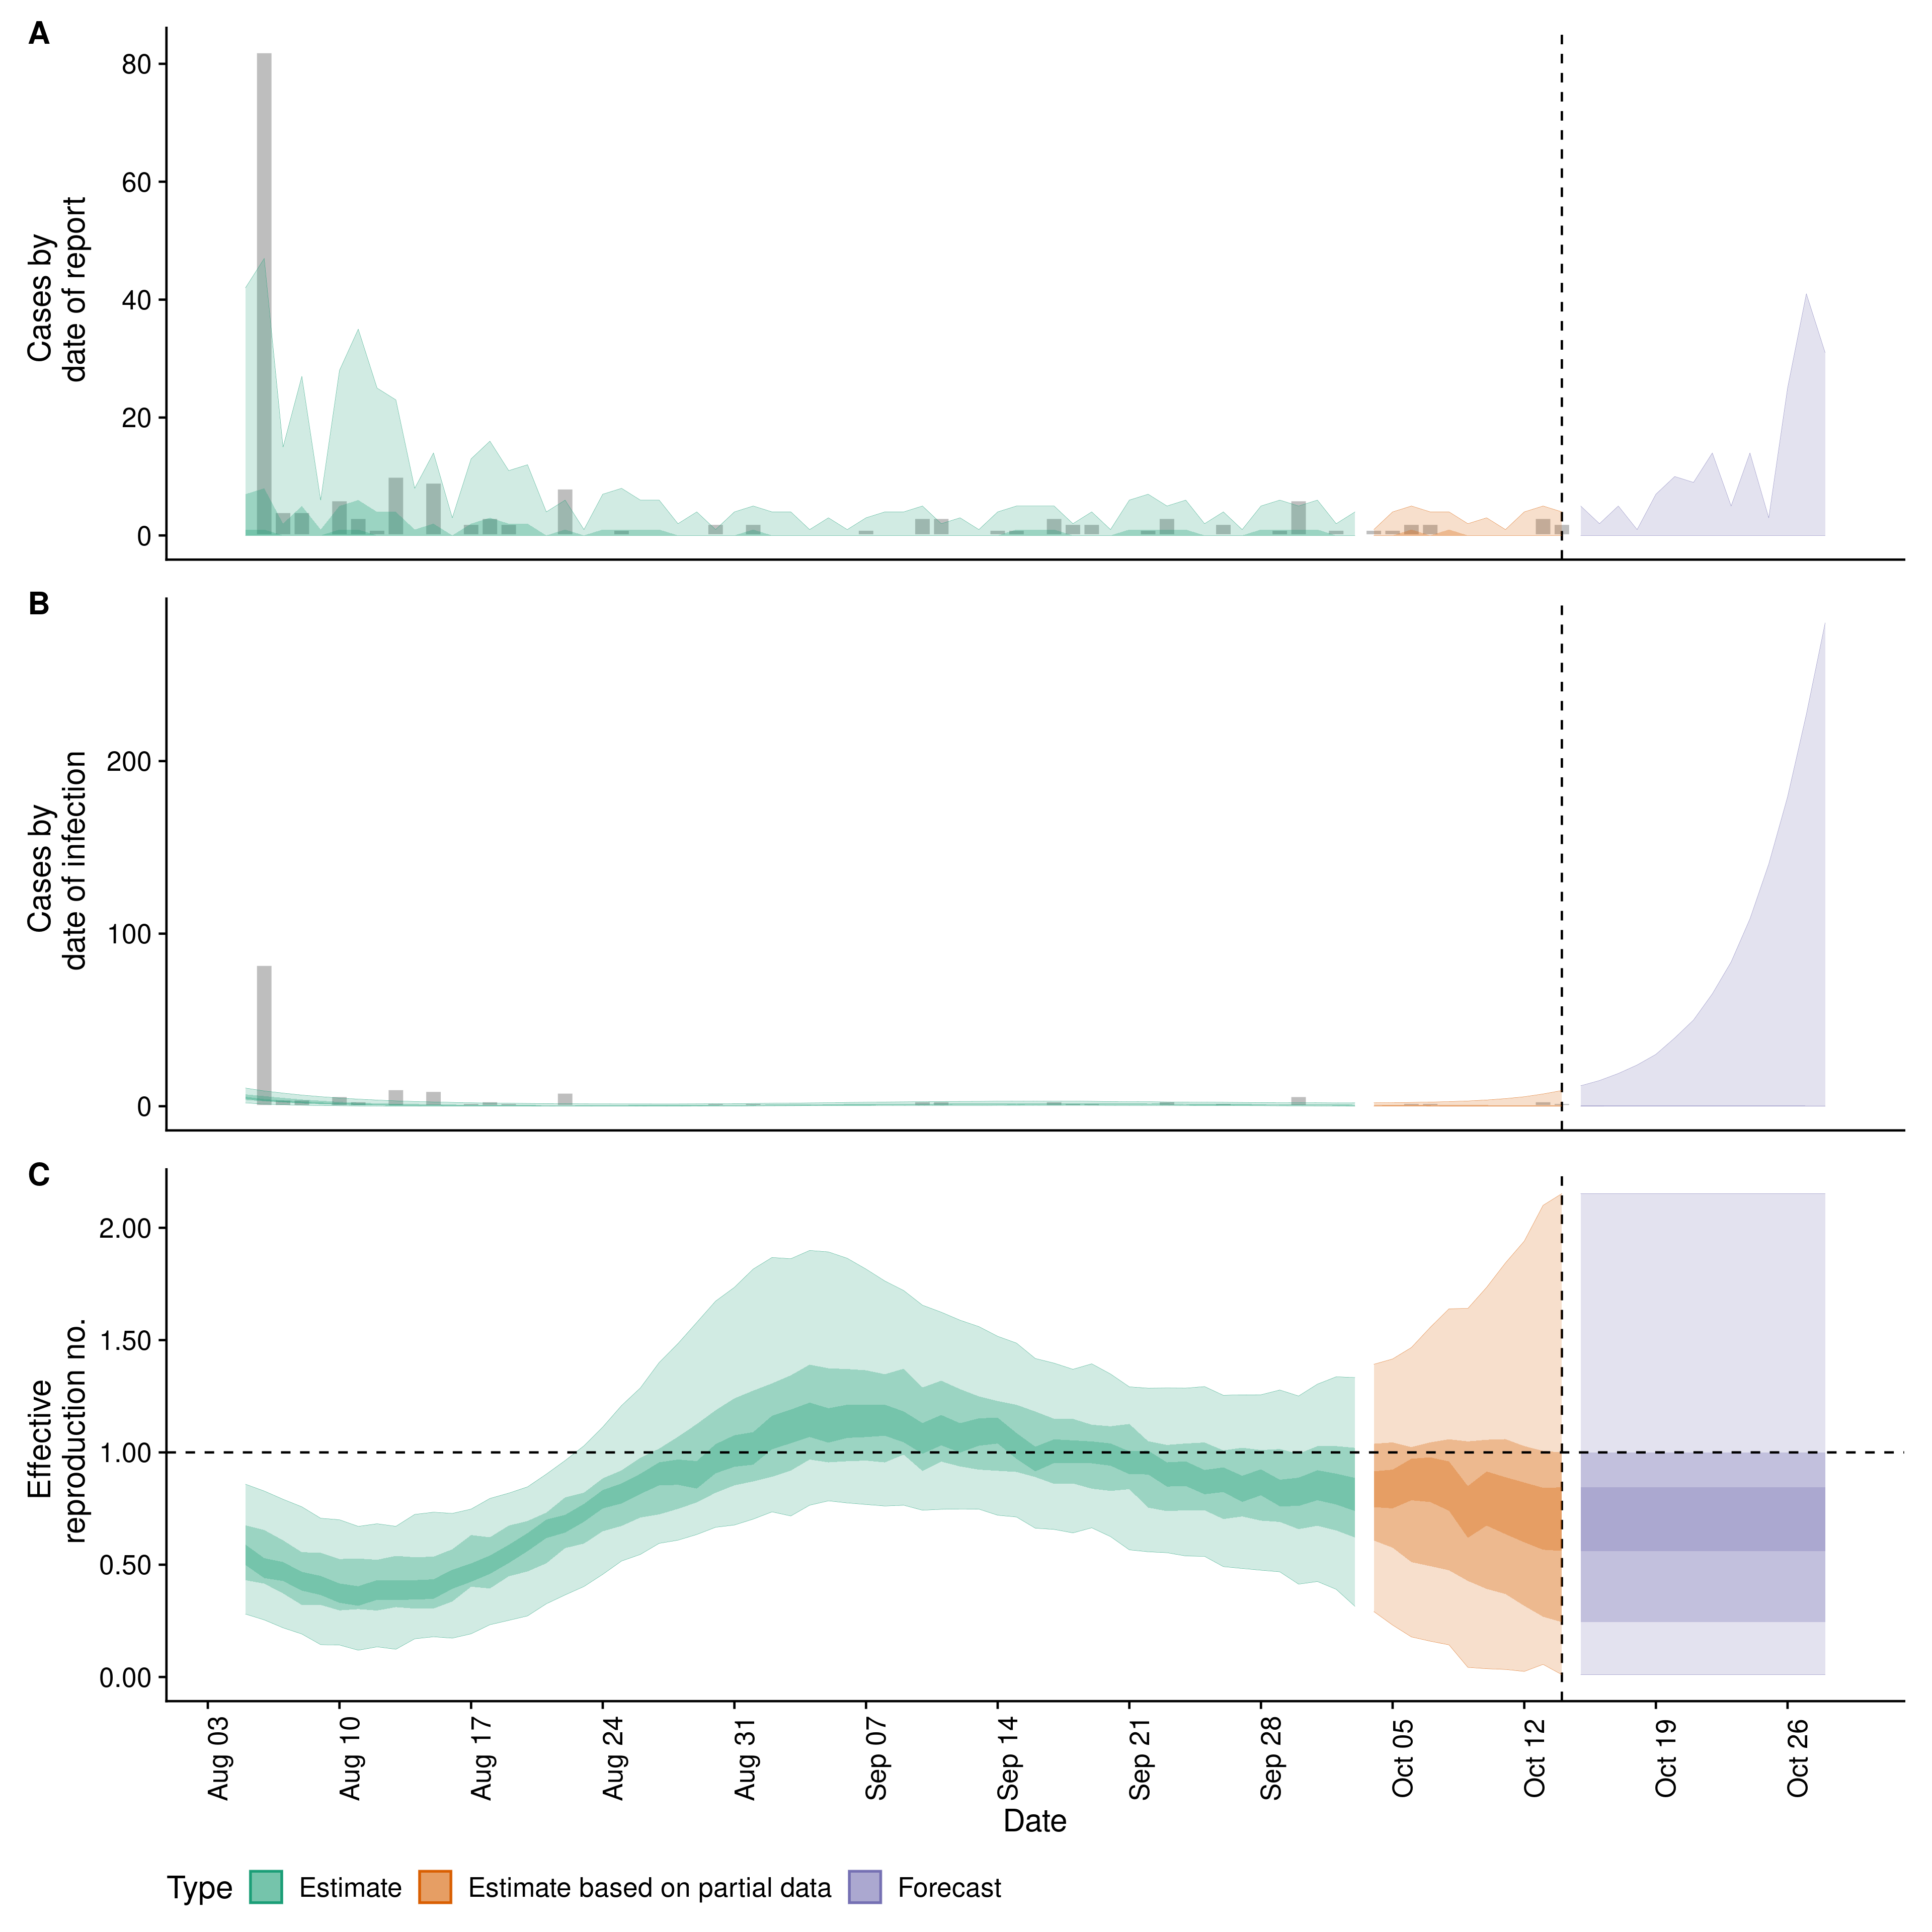 A
80
60
40
20
0
Cases by
date of report
B
200
100
0
Cases by
date of infection
C
2.00
1.50
1.00
0.50
0.00
Effective
reproduction no.
Aug 03
Aug 10
Aug 17
Aug 24
Aug 31
Sep 07
Sep 14
Sep 21
Sep 28
Oct 05
Oct 12
Oct 19
Oct 26
Date
Type Estimate Estimate based on partial data Forecast